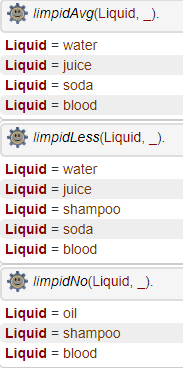 limpidAvg(Liquid, _).
Liquid = water
Liquid = juice
Liquid = soda
Liquid = blood
limpidLess(Liquid, _).
Liquid = water
Liquid = juice
Liquid = shampoo
Liquid = soda
Liquid = blood
limpidNo(Liquid, _).
Liquid = oil
Liquid = shampoo
Liquid = blood